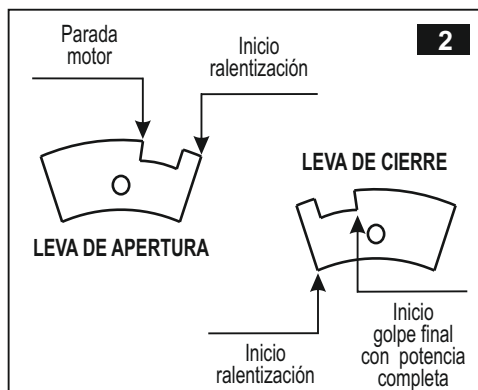 2
Parada
motor
Inicio
ralentización
LEVA DE APERTURA
LEVA DE CIERRE
Inicio
ralentización
Inicio
golpe final
con potencia
completa